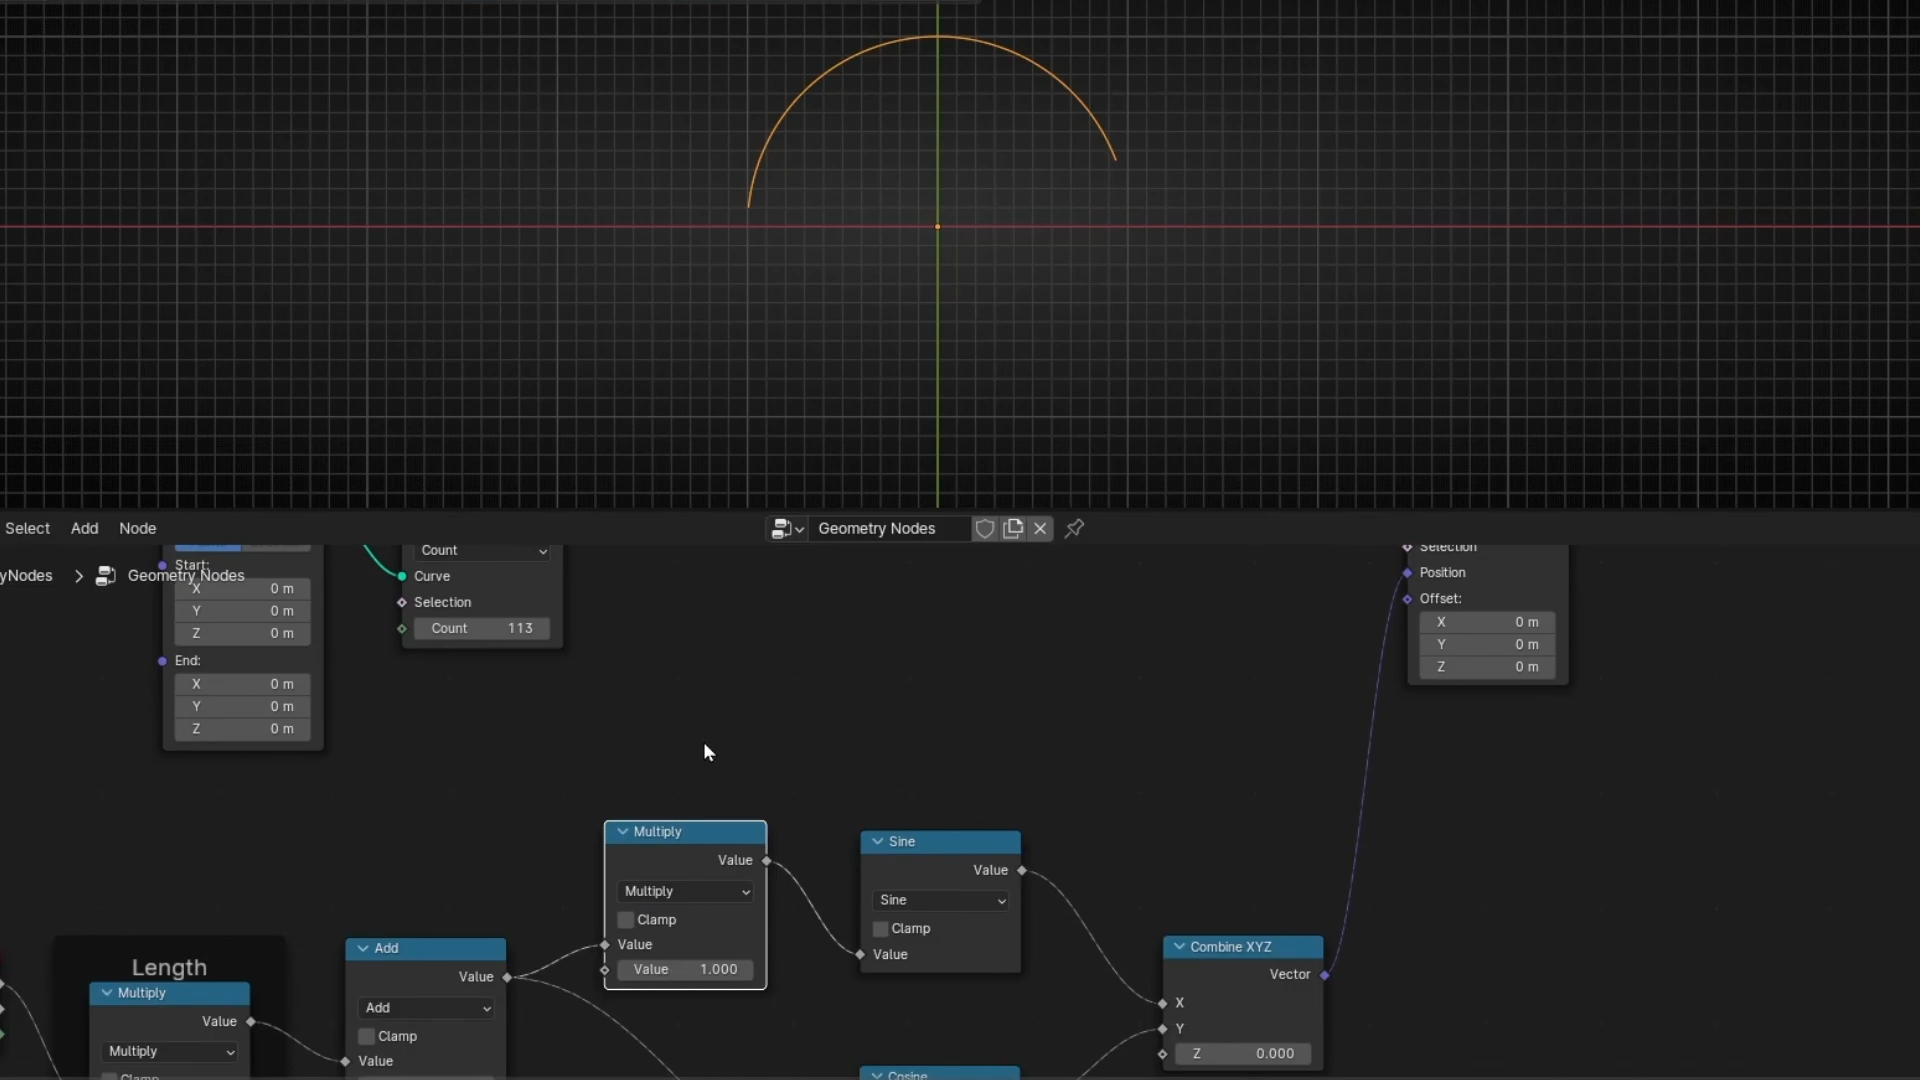 Select Add Node
Geometry Nodes
yNodes > Geometry Nodes
Start:
X 0 m
Y 0 m
Z 0 m
End:
X 0 m
Y 0 m
Z 0 m
Count
Curve
Selection
Count 113
Selection
Position
Offset:
X 0 m
Y 0 m
Z 0 m
Multiply
Value
Multiply
Clamp
Value
Value 1.000
Sine
Value
Sine
Clamp
Value
Length
Multiply
Value
Multiply
Clamp
Add
Value
Add
Clamp
Value
Cosine
Combine XYZ
Vector
X
Y
Z 0.000